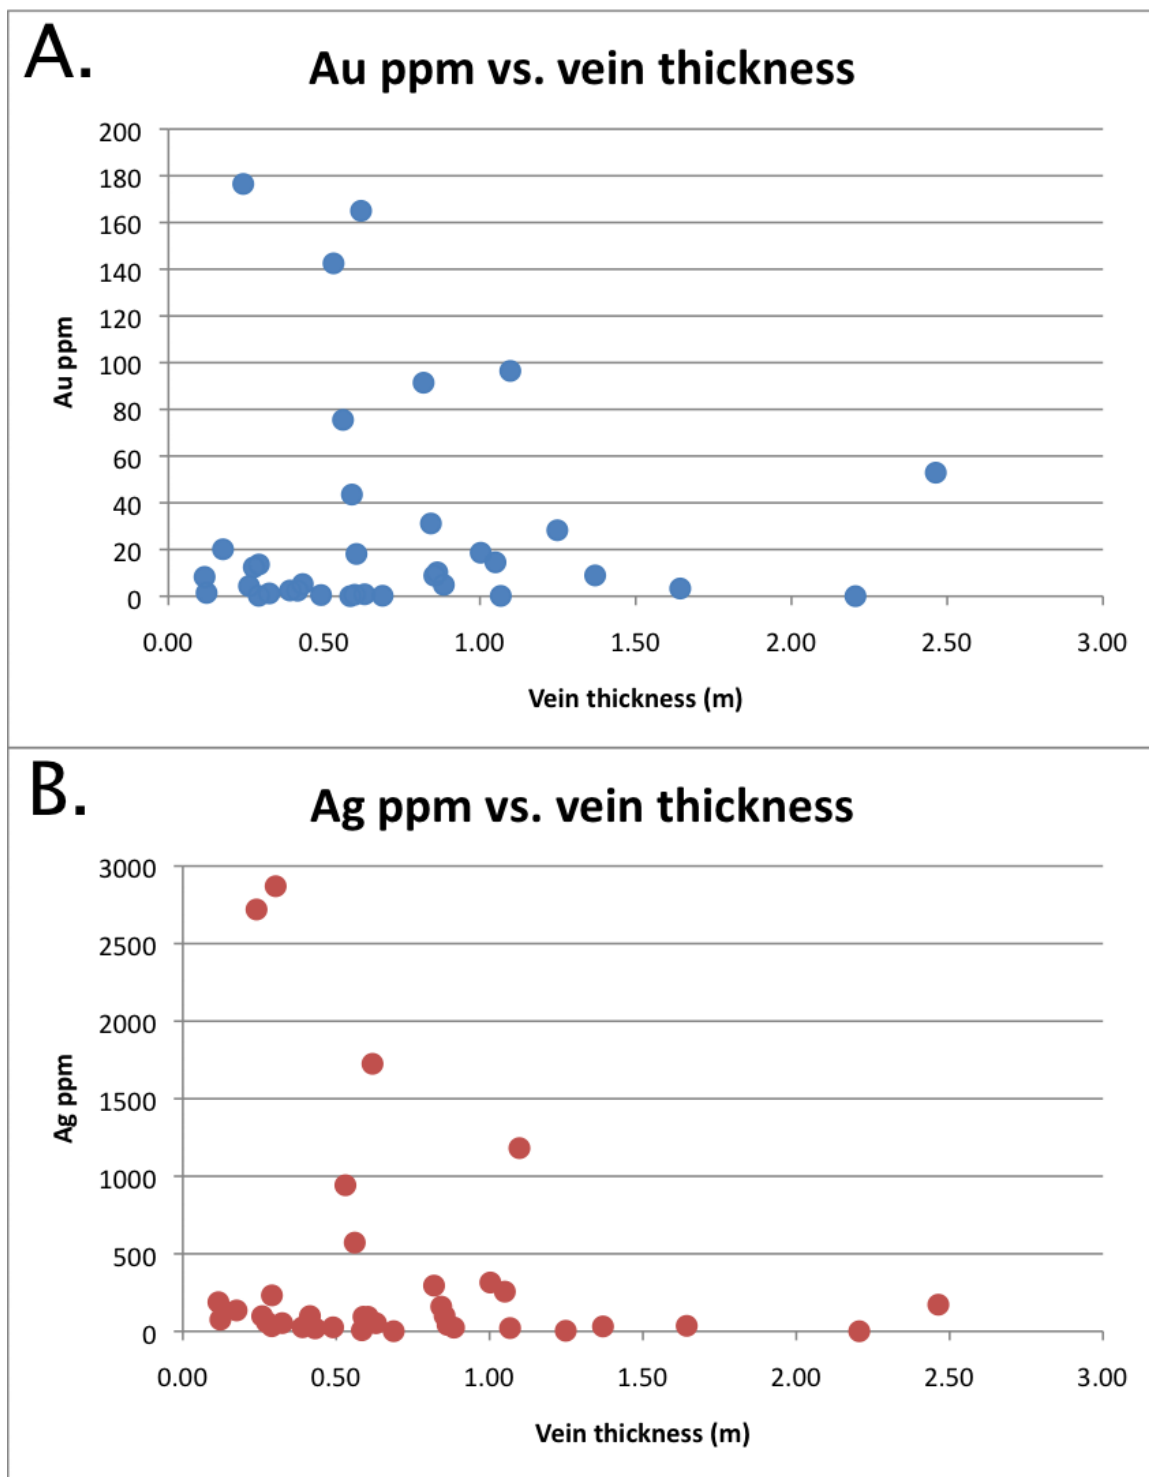 A.
Au ppm vs. vein thickness
200
180
160
140
120
100
80
60
40
20
0
Au ppm
0.00 0.50 1.00 1.50 2.00 2.50 3.00
Vein thickness (m)
B.
Ag ppm vs. vein thickness
3000
2500
2000
1500
1000
500
0
Ag ppm
0.00 0.50 1.00 1.50 2.00 2.50 3.00
Vein thickness (m)